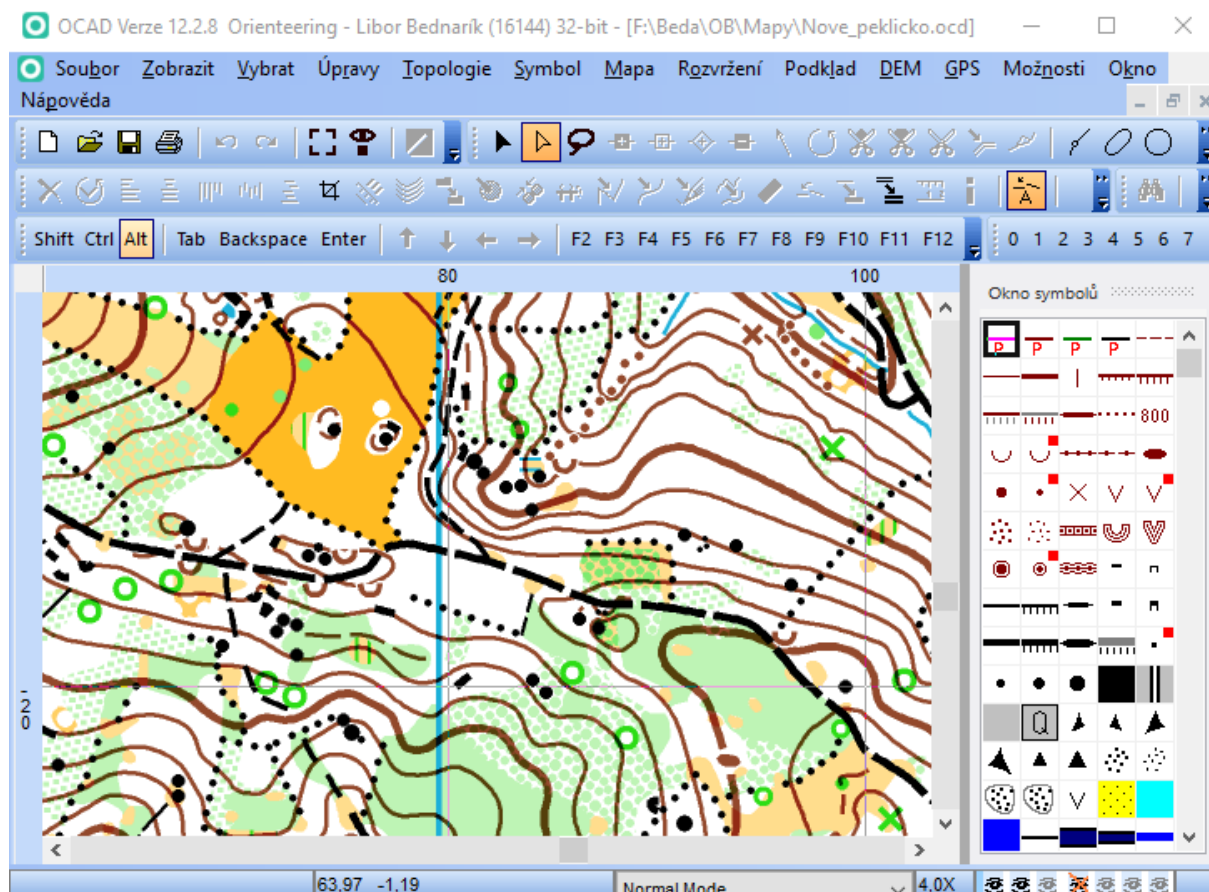 OCAD Verze 12.2.8 Orienteering - Libor Bednarík (16144) 32-bit - [F:\Beda\OB\Mapy\Nove_peklicko.ocd]
Soubor Zobrazit Vybrat Úpravy Topologie Symbol Mapa Rozvržení Podklad DEM GPS Možnosti Okno
Nápověda
A
Shift Ctrl Alt Tab Backspace Enter F2 F3 F4 F5 F6 F7 F8 F9 F10 F11 F12 0 1 2 3 4 5 6 7
80 100
Okno symbolů
P P P P
800
-20
Q
63,97 -1,19 Normal Mode 4,0X